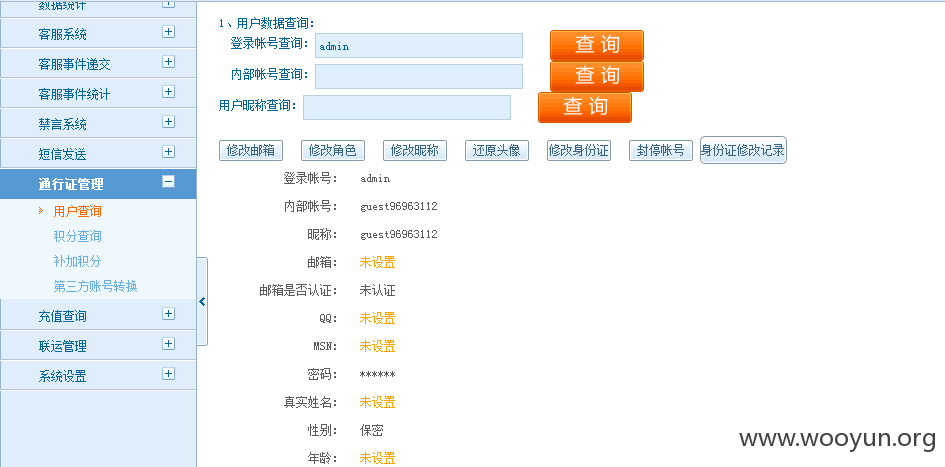 数据统计
客服系统
客服事件递交
客服事件统计
禁言系统
短信发送
通行证管理
用户查询
积分查询
补加积分
第三方账号转换
充值查询
联运管理
系统设置
1、用户数据查询:
登录帐号查询: admin 查 询
内部帐号查询: 查 询
用户昵称查询: 查 询
修改邮箱 修改角色 修改昵称 还原头像 修改身份证 封停帐号 身份证修改记录
登录帐号: admin
内部帐号: guest96963112
昵称: guest96963112
邮箱: 未设置
邮箱是否认证: 未认证
QQ: 未设置
MSN: 未设置
密码: ******
真实姓名: 未设置
性别: 保密
年龄: 未设置
www.wooyun.org